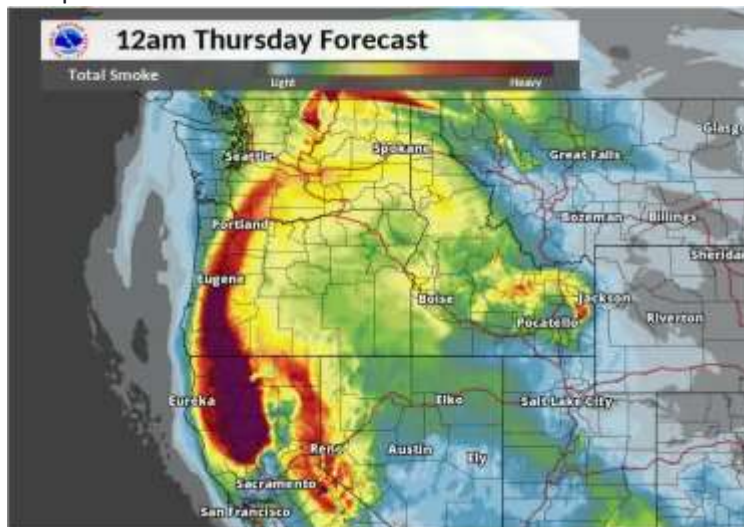 12am Thursday Forecast
Total Smoke
Light
Heavy
Glasg
Seattle
Spokane
Great Falls
Portland
Bozeman
Billings
Sheridan
Eugene
Boise
Jackson
Pocatello
Riverton
Eureka
Elko
Salt Lake City
Reno
Austin
Ely
Sacramento
San Francisco